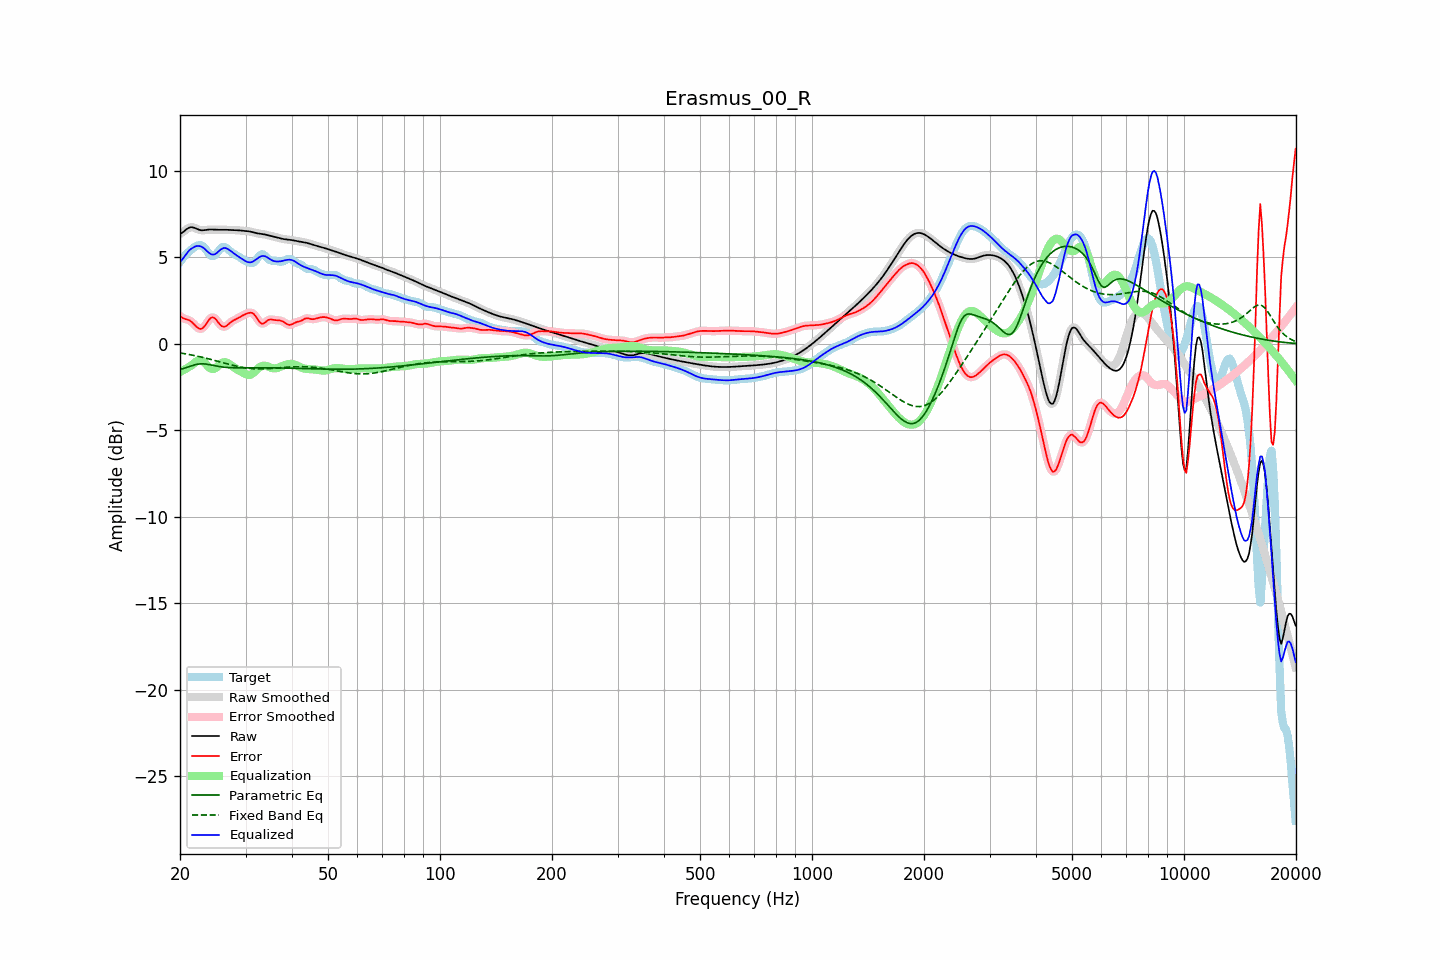 Erasmus_00_R
Amplitude (dBr)
10
5
0
−5
−10
−15
−20
−25
Target
Raw Smoothed
Error Smoothed
Raw
Error
Equalization
Parametric Eq
Fixed Band Eq
Equalized
20 50 100 200 500 1000 2000 5000 10000 20000
Frequency (Hz)